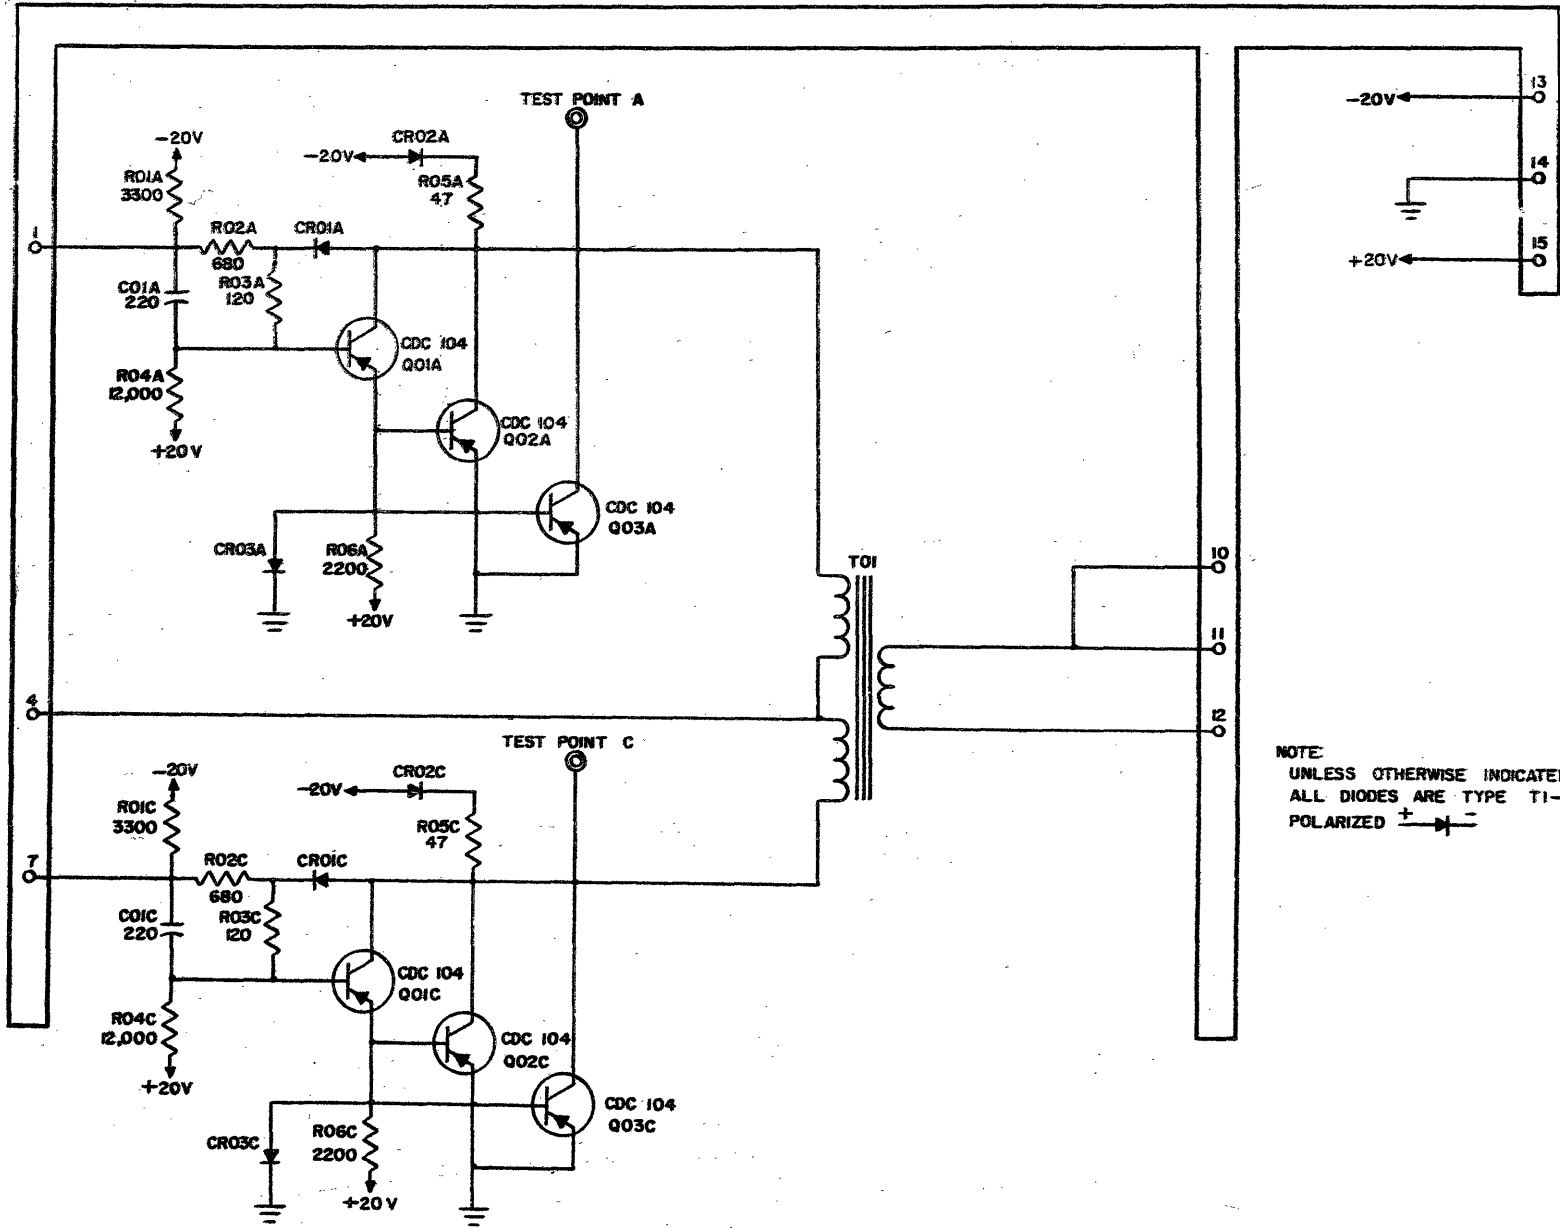 TEST POINT A
-20V
R01A
3300
-20V
CR02A
R05A
47
1
R02A
680
CR01A
C01A
220
R03A
120
CDC 104
Q01A
R04A
12,000
+20V
CDC 104
Q02A
CDC 104
Q03A
CR03A
R06A
2200
+20V
T01
4
TEST POINT C
-20V
R01C
3300
-20V
CR02C
R05C
47
7
R02C
680
CR01C
C01C
220
R03C
120
CDC 104
Q01C
R04C
12,000
+20V
CDC 104
Q02C
CDC 104
Q03C
CR03C
R06C
2200
+20V
10
11
12
-20V
13
14
+20V
15
NOTE:
UNLESS OTHERWISE INDICATED
ALL DIODES ARE TYPE T1-
POLARIZED + -